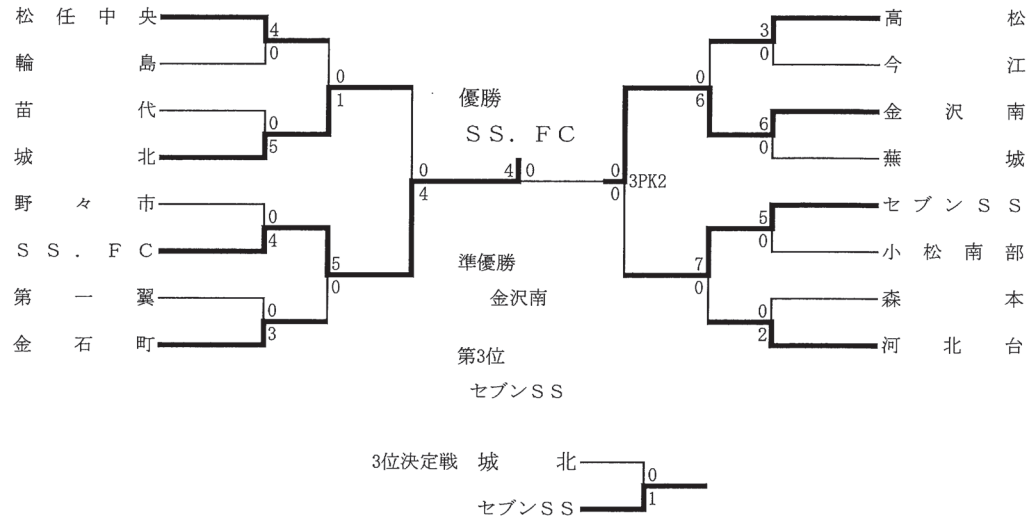 松任中央
4
0
輪島
0
1
苗代
0
5
城北
0
4
野々市
0
4
ＳＳ．ＦＣ
5
0
第一翼
0
3
金石町
優勝
ＳＳ．ＦＣ
4 0
準優勝
金沢南
第3位
セブンＳＳ
高松
3
0
今江
0
6
金沢南
6
0
蕪城
0
3PK2
0
セブンＳＳ
5
0
小松南部
7
0
森本
0
2
河北台
3位決定戦 城北
0
1
セブンＳＳ